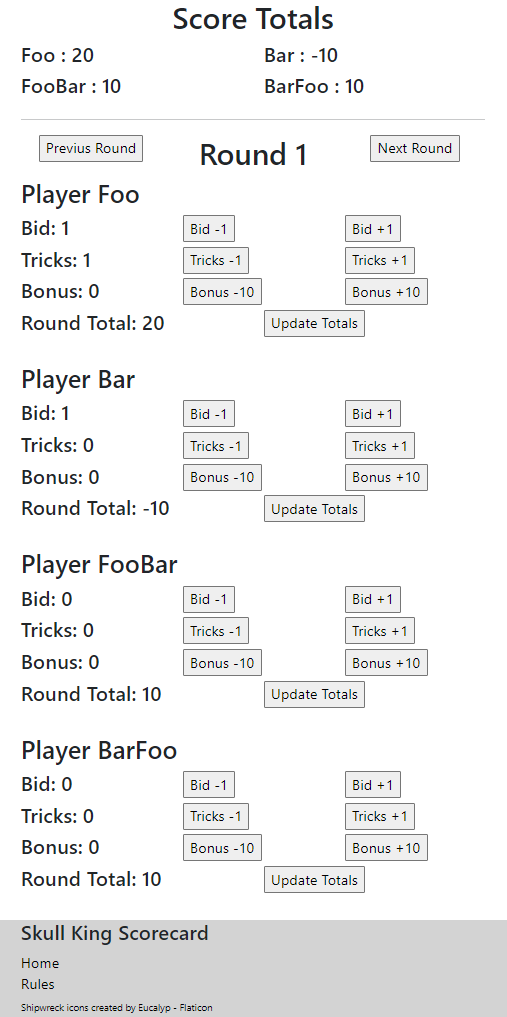 Score Totals
Foo : 20 Bar : -10
FooBar : 10 BarFoo : 10
Previus Round Round 1 Next Round
Player Foo
Bid: 1 Bid -1 Bid +1
Tricks: 1 Tricks -1 Tricks +1
Bonus: 0 Bonus -10 Bonus +10
Round Total: 20 Update Totals
Player Bar
Bid: 1 Bid -1 Bid +1
Tricks: 0 Tricks -1 Tricks +1
Bonus: 0 Bonus -10 Bonus +10
Round Total: -10 Update Totals
Player FooBar
Bid: 0 Bid -1 Bid +1
Tricks: 0 Tricks -1 Tricks +1
Bonus: 0 Bonus -10 Bonus +10
Round Total: 10 Update Totals
Player BarFoo
Bid: 0 Bid -1 Bid +1
Tricks: 0 Tricks -1 Tricks +1
Bonus: 0 Bonus -10 Bonus +10
Round Total: 10 Update Totals
Skull King Scorecard
Home
Rules
Shipwreck icons created by Eucalyp - Flaticon